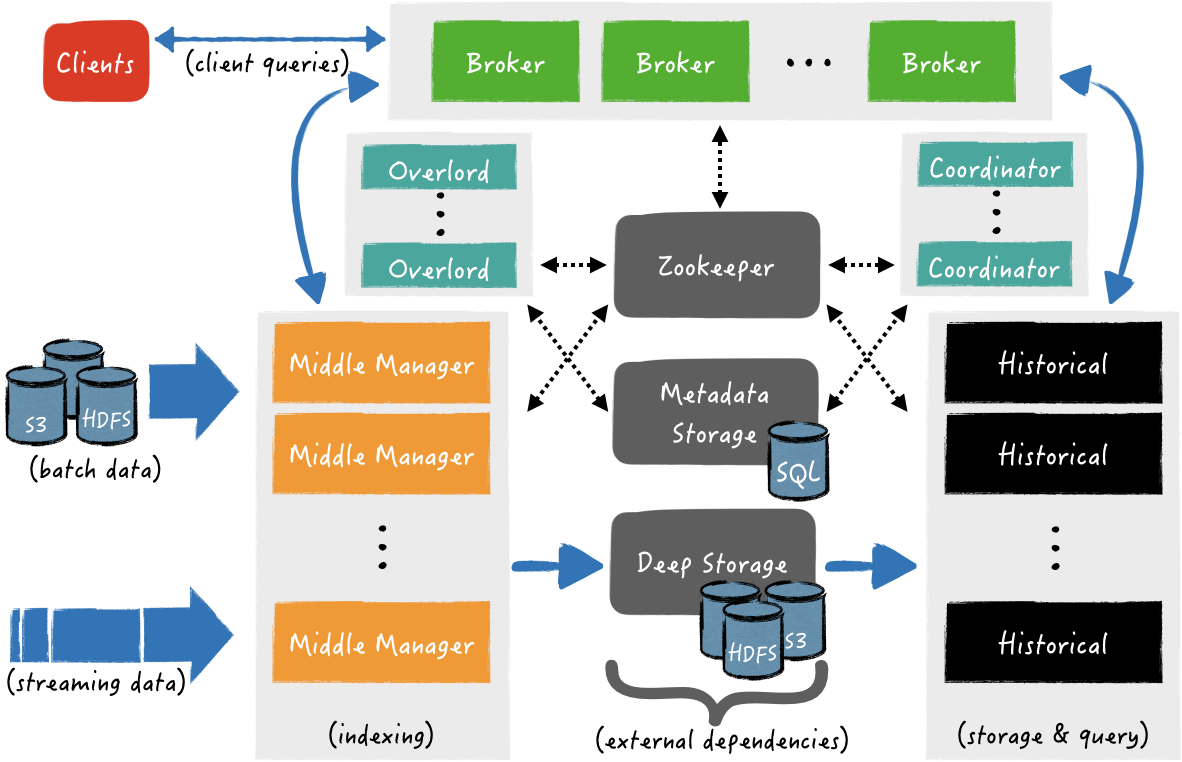 Clients
(client queries)
Broker
Broker
Broker
Overlord
Overlord
Coordinator
Coordinator
Zookeeper
Metadata
Storage
SQL
Deep Storage
HDFS
S3
(external dependencies)
S3
HDFS
(batch data)
(streaming data)
Middle Manager
Middle Manager
Middle Manager
(indexing)
Historical
Historical
Historical
(storage & query)